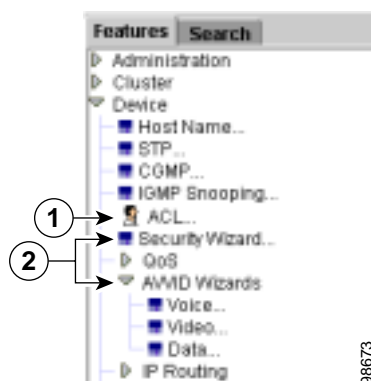 Features Search
Administration
Cluster
Device
Host Name...
STP...
CGMP...
IGMP Snooping...
1 ACL...
Security Wizard...
2
QoS
AVVID Wizards
Voice...
Video...
Data...
IP Routing
98673